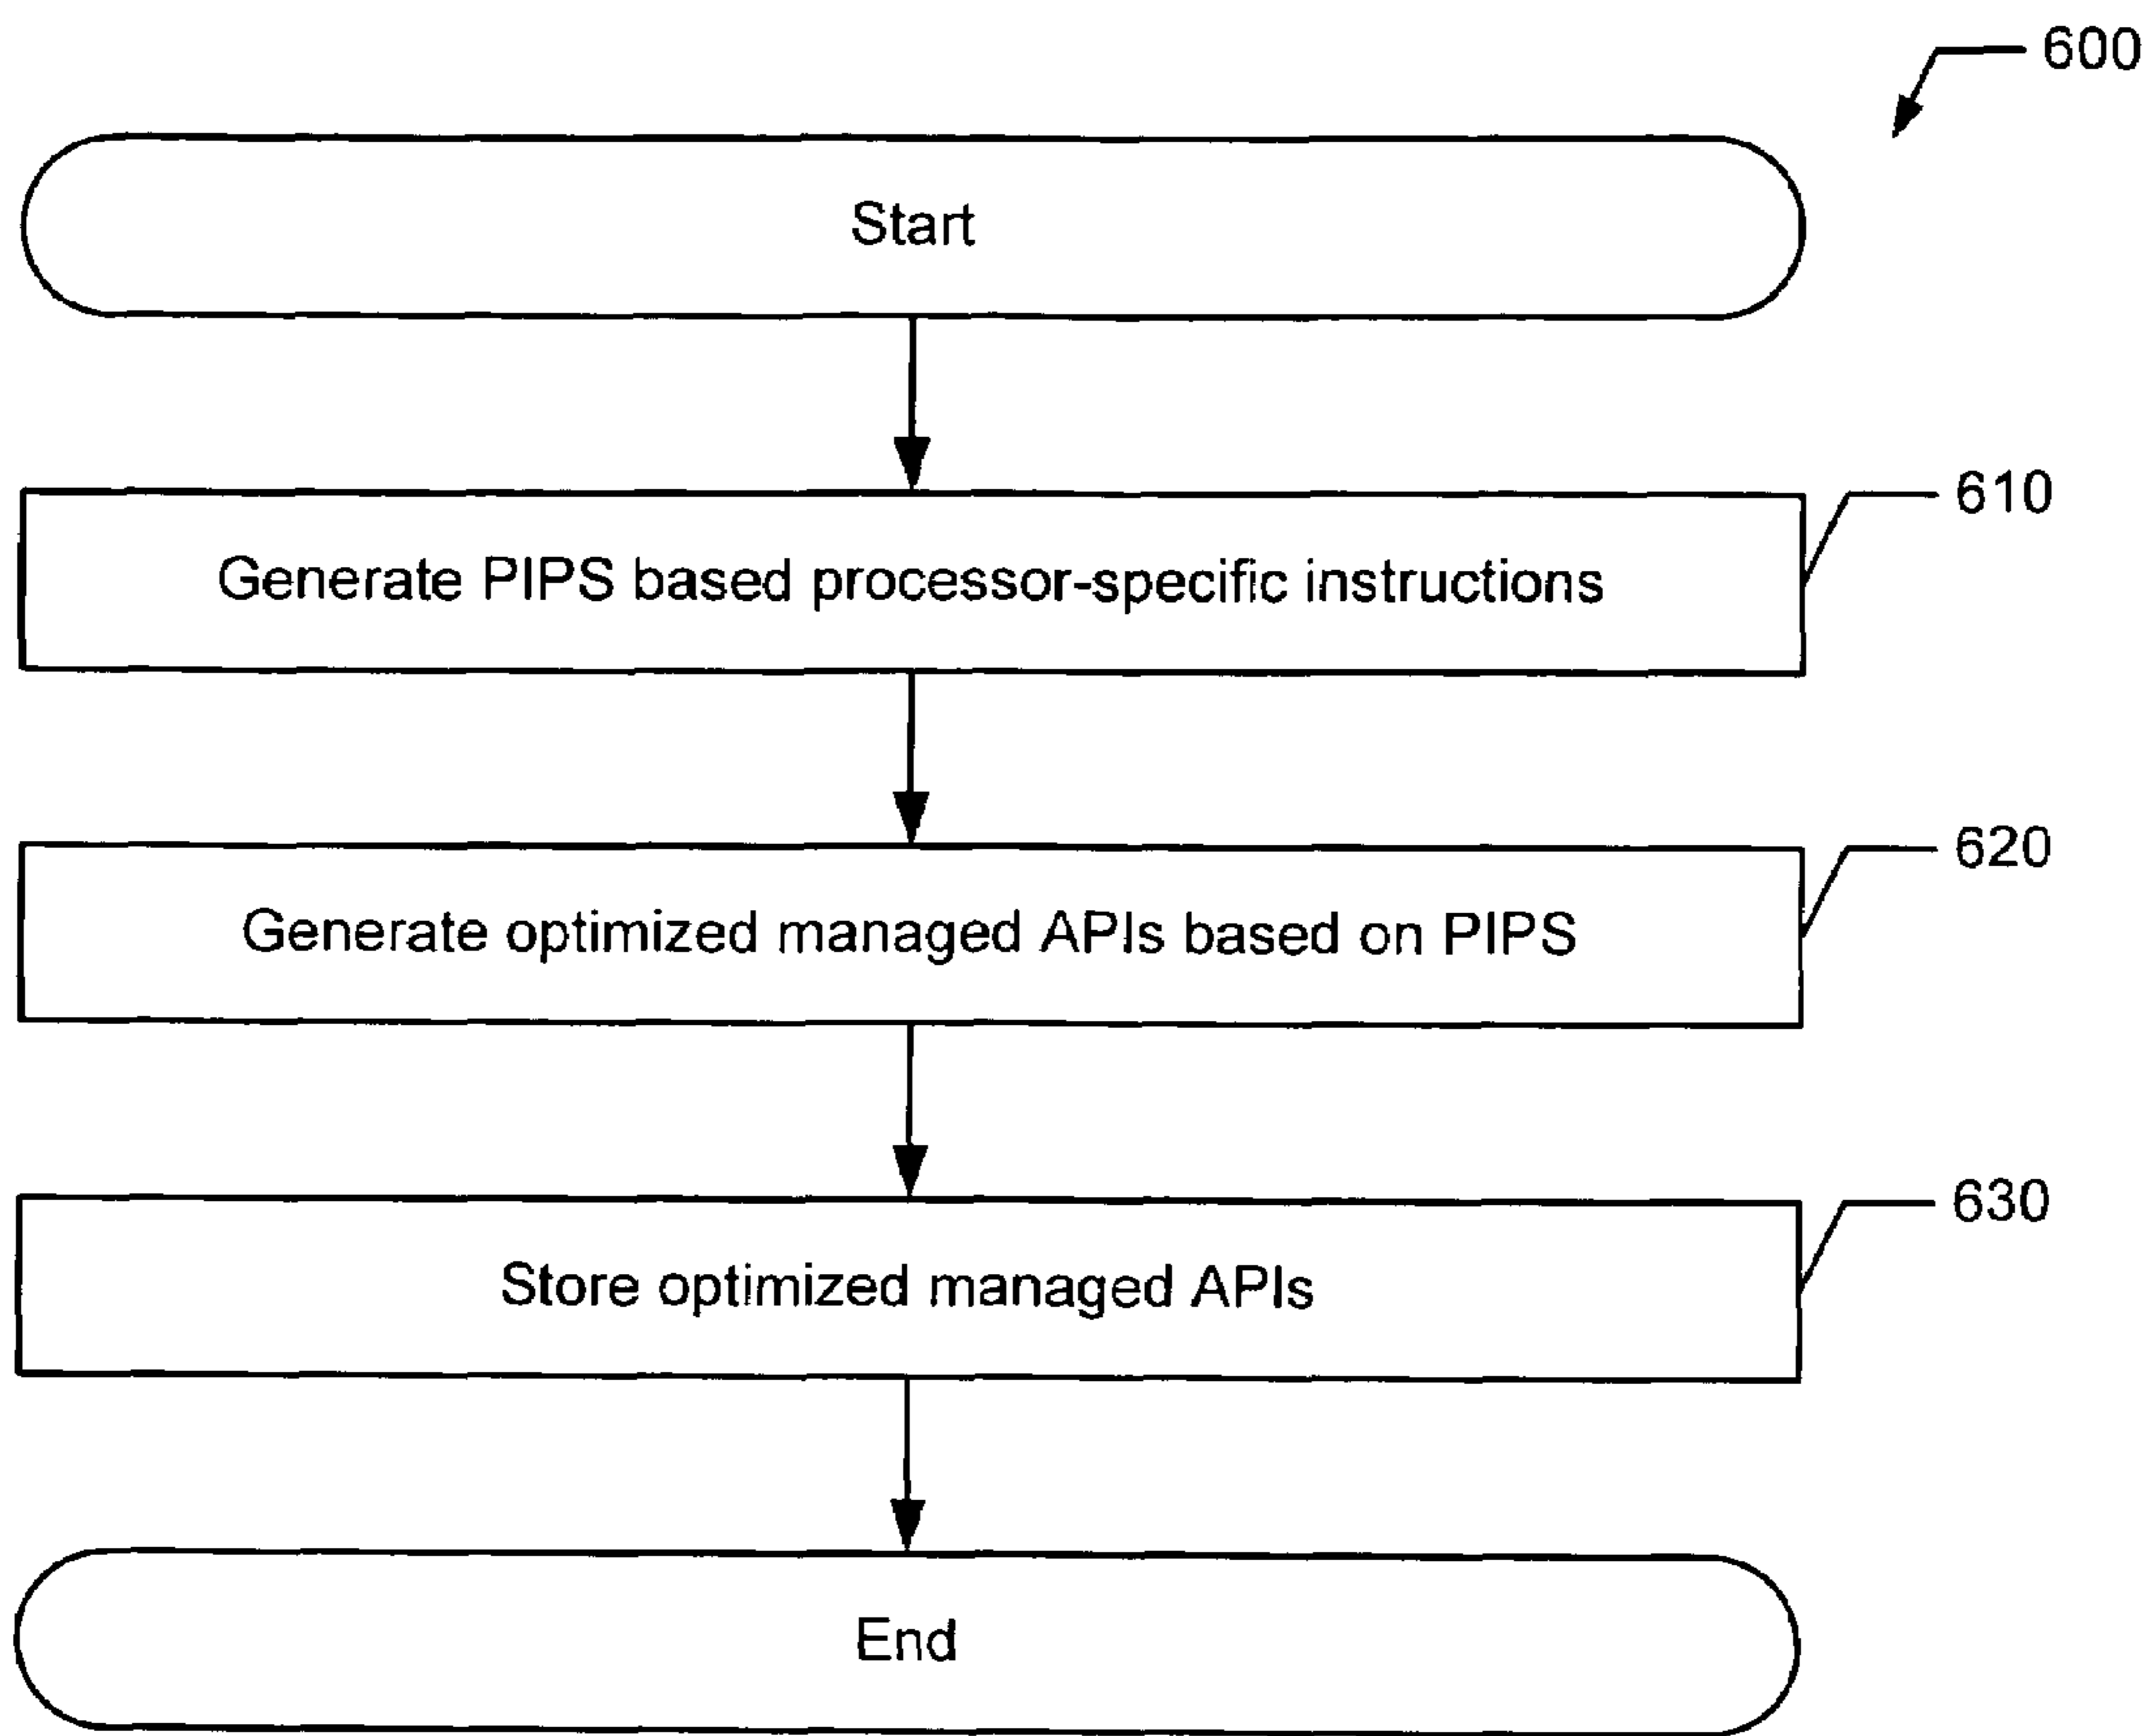 600
Start
610
Generate PIPS based processor-specific instructions
620
Generate optimized managed APIs based on PIPS
630
Store optimized managed APIs
End